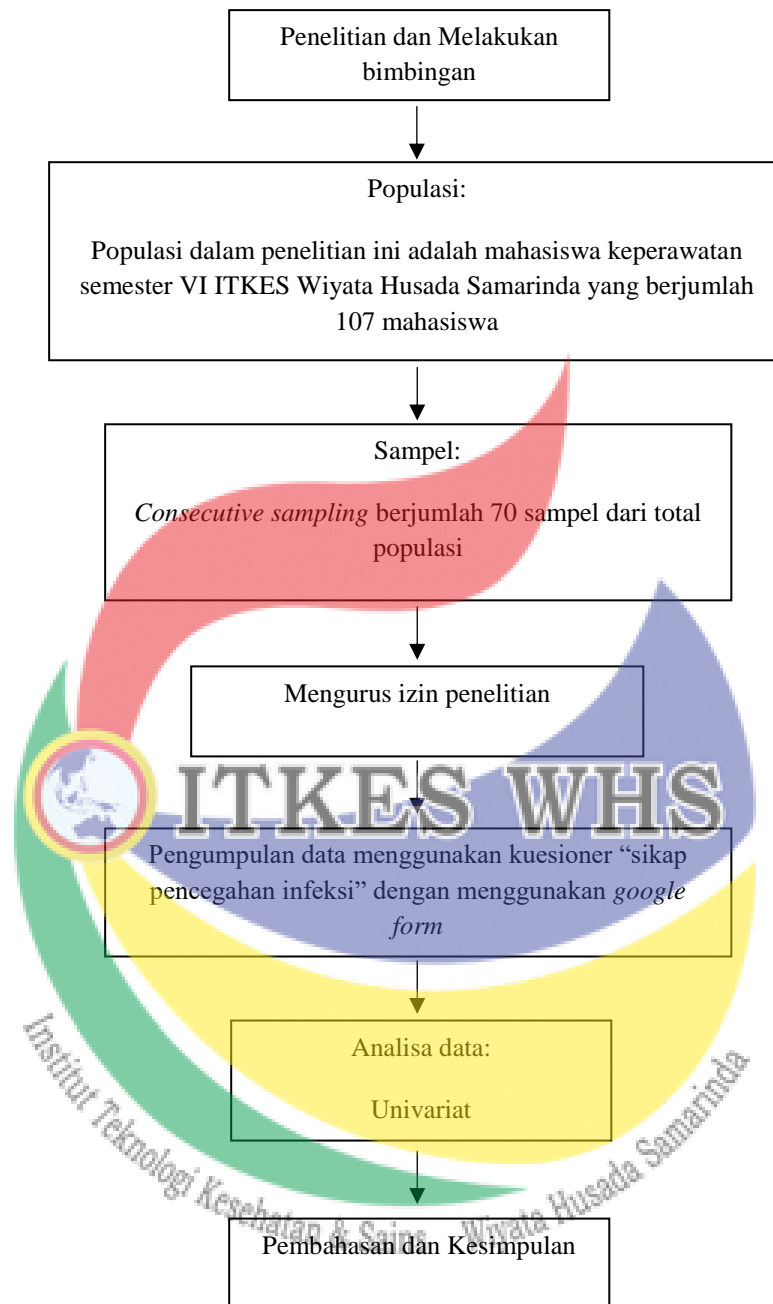 Penelitian dan Melakukan
bimbingan
Populasi:
Populasi dalam penelitian ini adalah mahasiswa keperawatan
semester VI ITKES Wiyata Husada Samarinda yang berjumlah
107 mahasiswa
Sampel:
Consecutive sampling berjumlah 70 sampel dari total
populasi
Mengurus izin penelitian
ITKES WHS
Pengumpulan data menggunakan kuesioner “sikap
pencegahan infeksi” dengan menggunakan google
form
Analisa data:
Univariat
Institut Teknologi Kesehatan & Sains Wiyata Husada Samarinda
Pembahasan dan Kesimpulan